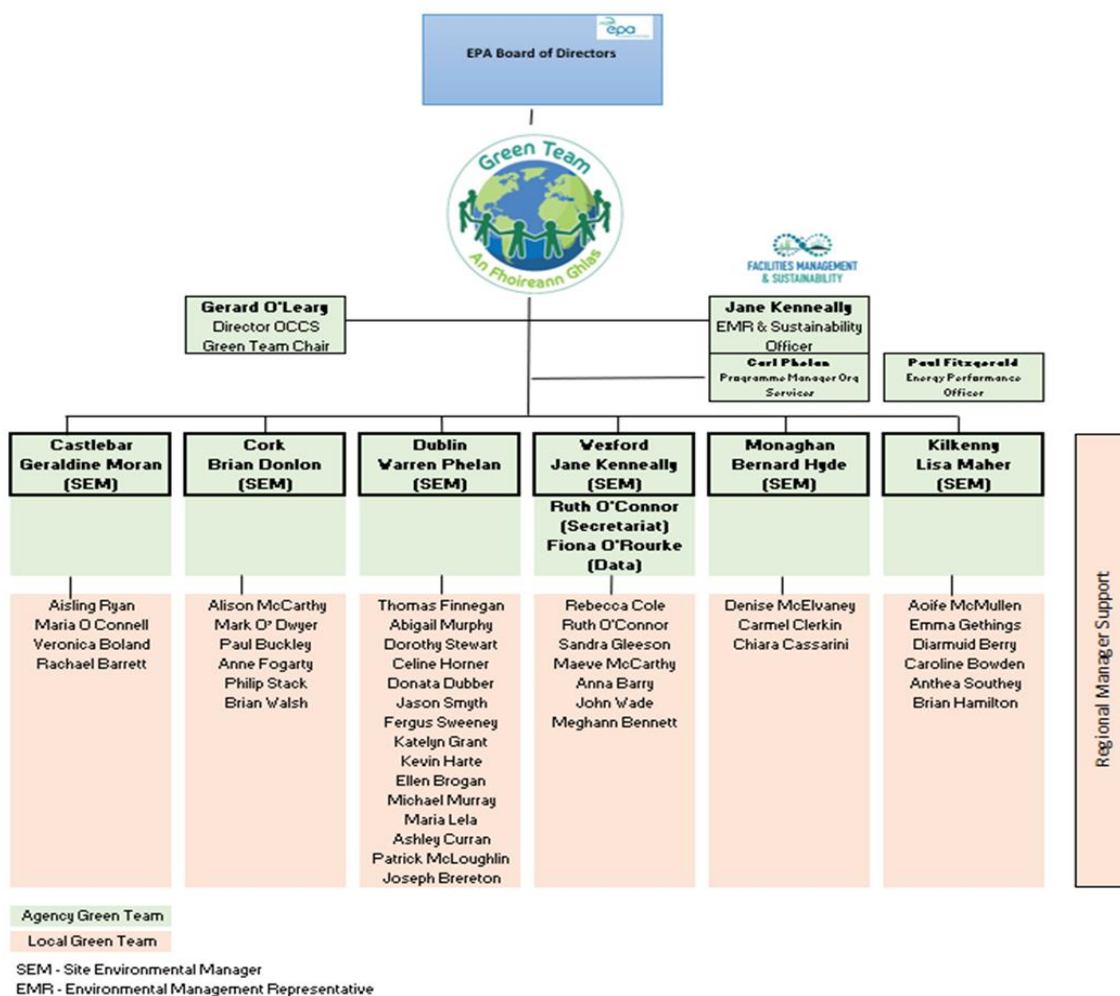 epa
EPA Board of Directors
Green Team
An Fhoireann Ghlas
FACILITIES MANAGEMENT
& SUSTAINABILITY
Gerard O'Leary
Director OCCS
Green Team Chair
Jane Kenneally
EMR & Sustainability
Officer
Carl Phelan
Programme Manager Org
Services
Paul Fitzgerald
Energy Performance
Officer
Castlebar
Geraldine Moran
(SEM)
Cork
Brian Donlon
(SEM)
Dublin
Warren Phelan
(SEM)
Wexford
Jane Kenneally
(SEM)
Monaghan
Bernard Hyde
(SEM)
Kilkenny
Lisa Maher
(SEM)
Ruth O'Connor
(Secretariat)
Fiona O'Rourke
(Data)
Aisling Ryan
Maria O Connell
Veronica Boland
Rachael Barrett
Alison McCarthy
Mark O' Dwyer
Paul Buckley
Anne Fogarty
Philip Stack
Brian Walsh
Thomas Finnegan
Abigail Murphy
Dorothy Stewart
Celine Horner
Donata Dubber
Jason Smyth
Fergus Sweeney
Katelyn Grant
Kevin Harte
Ellen Brogan
Michael Murray
Maria Lela
Ashley Curran
Patrick McLoughlin
Joseph Brereton
Rebecca Cole
Ruth O'Connor
Sandra Gleeson
Maeve McCarthy
Anna Barry
John Wade
Meghann Bennett
Denise McElvaney
Carmel Clerkin
Chiara Cassarini
Aoife McMullen
Emma Gethings
Diarmuid Berry
Caroline Bowden
Anthea Southey
Brian Hamilton
Regional Manager Support
Agency Green Team
Local Green Team
SEM - Site Environmental Manager
EMR - Environmental Management Representative